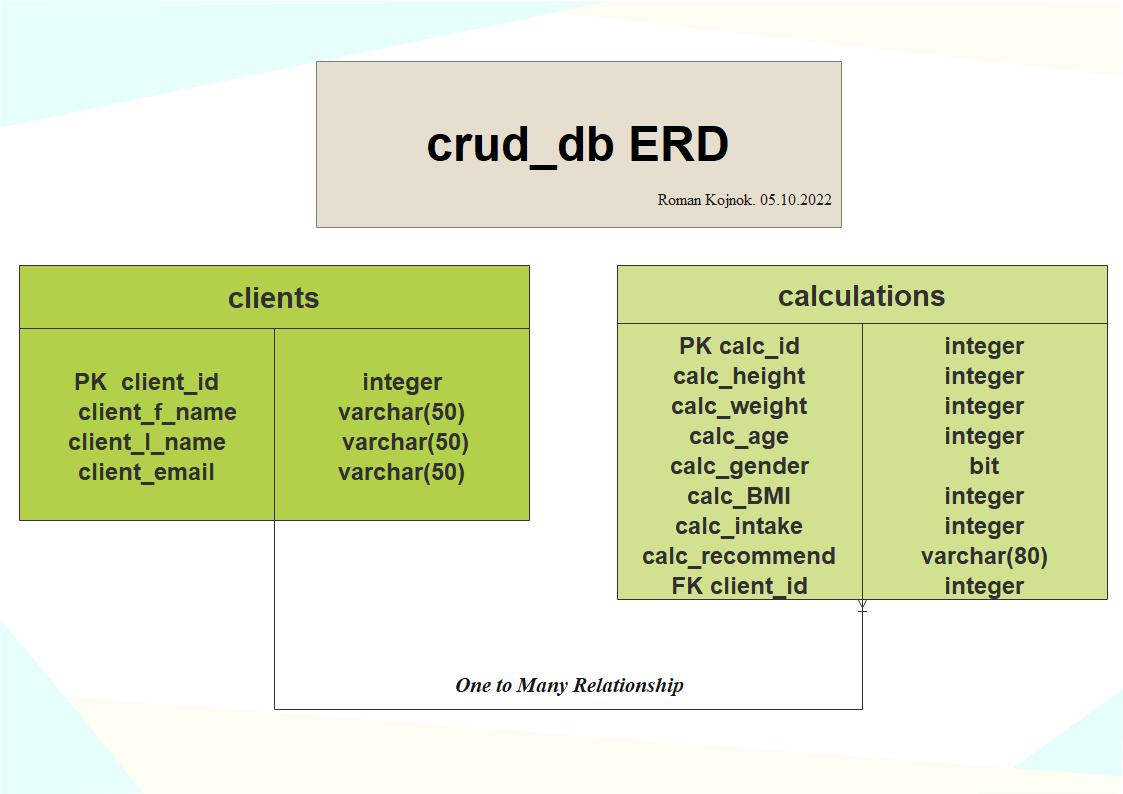 crud_db ERD
Roman Kojnok. 05.10.2022
clients
PK client_id integer
client_f_name varchar(50)
client_l_name varchar(50)
client_email varchar(50)
calculations
PK calc_id integer
calc_height integer
calc_weight integer
calc_age integer
calc_gender bit
calc_BMI integer
calc_intake integer
calc_recommend varchar(80)
FK client_id integer
One to Many Relationship